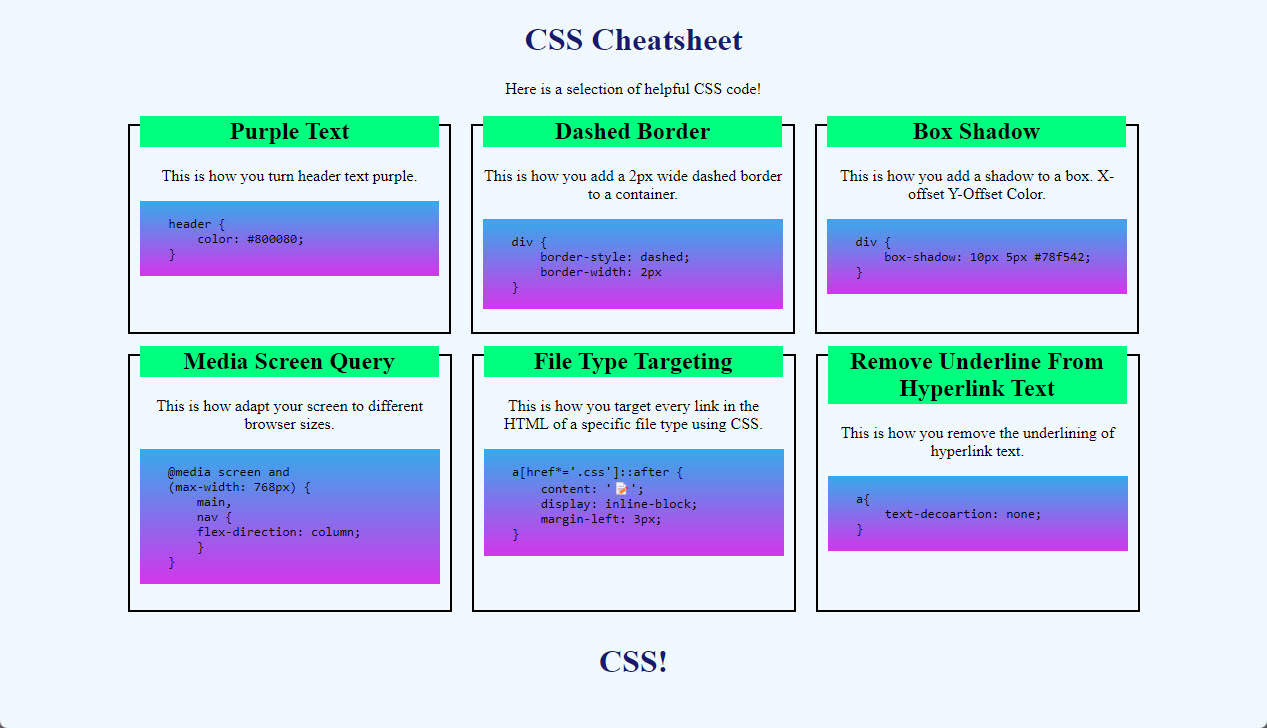 CSS Cheatsheet
Here is a selection of helpful CSS code!
Purple Text
This is how you turn header text purple.
header {
    color: #800080;
}
Dashed Border
This is how you add a 2px wide dashed border
to a container.
div {
    border-style: dashed;
    border-width: 2px
}
Box Shadow
This is how you add a shadow to a box. X-
offset Y-Offset Color.
div {
    box-shadow: 10px 5px #78f542;
}
Media Screen Query
This is how adapt your screen to different
browser sizes.
@media screen and
(max-width: 768px) {
    main,
    nav {
    flex-direction: column;
    }
}
File Type Targeting
This is how you target every link in the
HTML of a specific file type using CSS.
a[href*='.css']::after {
    content: '📝';
    display: inline-block;
    margin-left: 3px;
}
Remove Underline From
Hyperlink Text
This is how you remove the underlining of
hyperlink text.
a{
    text-decoartion: none;
}
CSS!